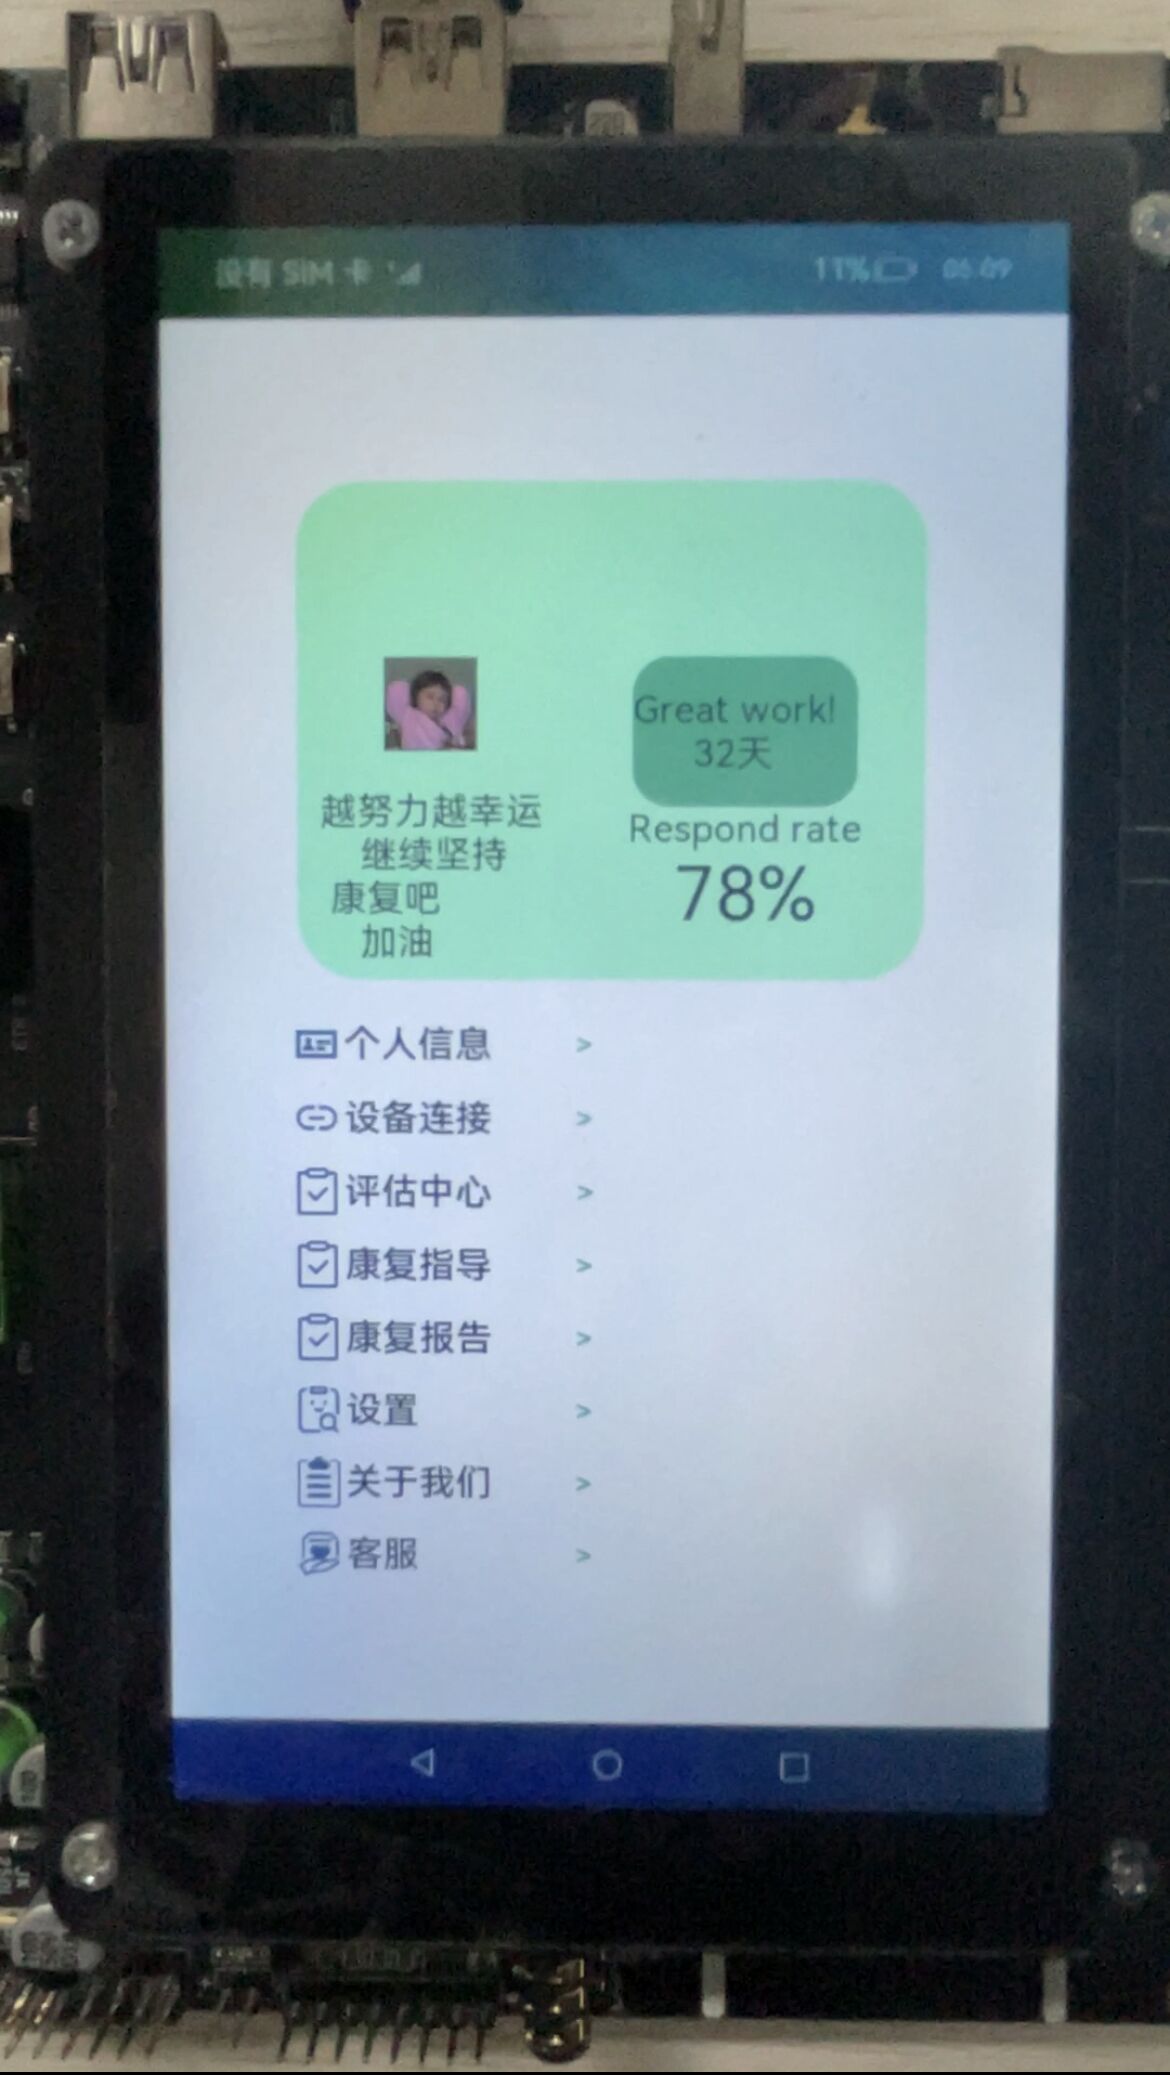 没有 SIM 卡
11% 06:09
Great work!
32天
越努力越幸运
继续坚持
康复吧
加油
Respond rate
78%
个人信息 >
设备连接 >
评估中心 >
康复指导 >
康复报告 >
设置 >
关于我们 >
客服 >